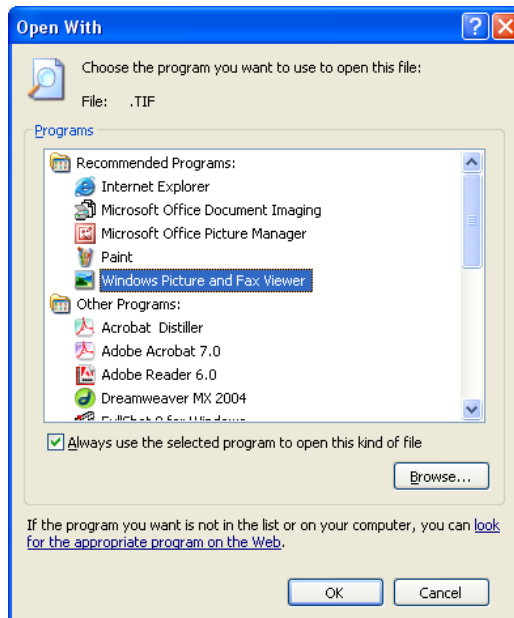 Open With
Choose the program you want to use to open this file:
File: .TIF
Programs
Recommended Programs:
Internet Explorer
Microsoft Office Document Imaging
Microsoft Office Picture Manager
Paint
Windows Picture and Fax Viewer
Other Programs:
Acrobat Distiller
Adobe Acrobat 7.0
Adobe Reader 6.0
Dreamweaver MX 2004
Always use the selected program to open this kind of file
Browse...
If the program you want is not in the list or on your computer, you can look
for the appropriate program on the Web.
OK Cancel